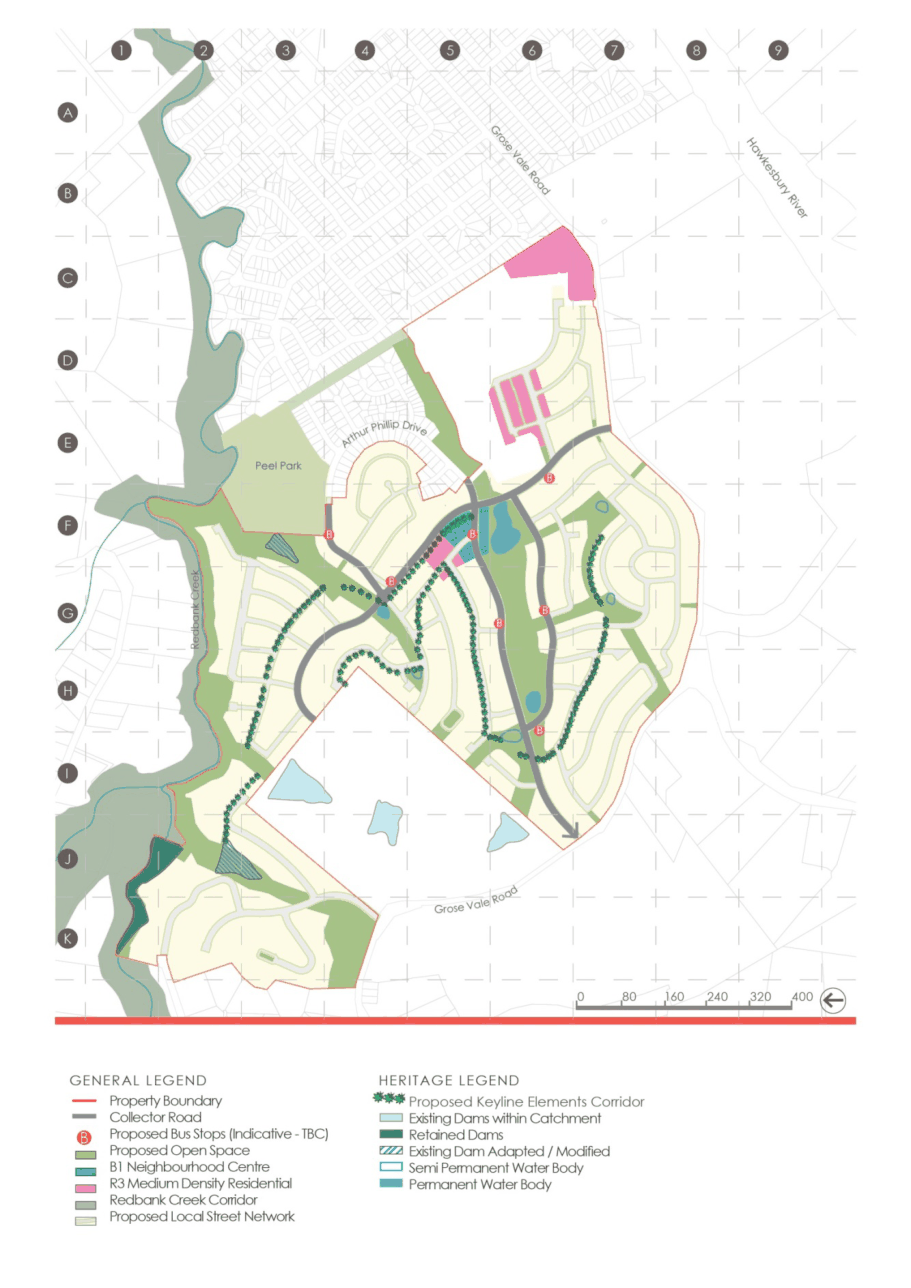 1 2 3 4 5 6 7 8 9
A
Grose Vale Road
Hawkesbury River
B
C
D
E
Arthur Phillip Drive
Peel Park
B
F
B
B
B
Redbank Creek
G
B
B
H
B
I
J
Grose Vale Road
K
0 80 160 240 320 400
GENERAL LEGEND
Property Boundary
Collector Road
B Proposed Bus Stops (Indicative - TBC)
Proposed Open Space
B1 Neighbourhood Centre
R3 Medium Density Residential
Redbank Creek Corridor
Proposed Local Street Network
HERITAGE LEGEND
Proposed Keyline Elements Corridor
Existing Dams within Catchment
Retained Dams
Existing Dam Adapted / Modified
Semi Permanent Water Body
Permanent Water Body